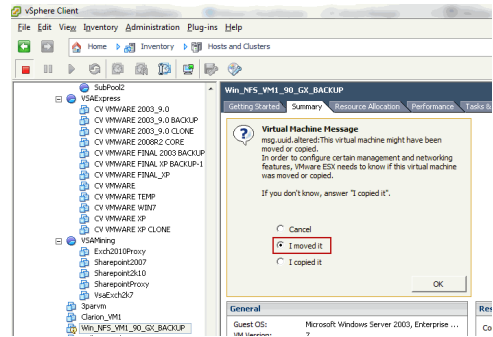 vSphere Client
File Edit View Inventory Administration Plug-ins Help
Home Inventory Hosts and Clusters
SubPool2
VSAExpress
CV VMWARE 2003_9.0
CV VMWARE 2003_9.0 BACKUP
CV VMWARE 2003_9.0 CLONE
CV VMWARE 2008R2 CORE
CV VMWARE FINAL 2003 BACKUP
CV VMWARE FINAL XP BACKUP-1
CV VMWARE FINAL_XP
CV VMWARE
CV VMWARE TEMP
CV VMWARE WIN7
CV VMWARE XP
CV VMWARE XP CLONE
VSAMining
Exch2010Proxy
Sharepoint2007
Sharepoint2k10
SharepointProxy
VsaExch2k7
3parvm
Clarion_VM1
Win_NFS_VM1_90_GX_BACKUP
Win_NFS_VM1_90_GX_BACKUP
Getting Started Summary Resource Allocation Performance Tasks &
Virtual Machine Message
msg.uuid.altered:This virtual machine might have been
moved or copied.
In order to configure certain management and networking
features, VMware ESX needs to know if this virtual machine
was moved or copied.
If you don't know, answer "I copied it".
Cancel
I moved it
I copied it
OK
General
Res
Guest OS: Microsoft Windows Server 2003, Enterprise ...
VM Version: 7
Co